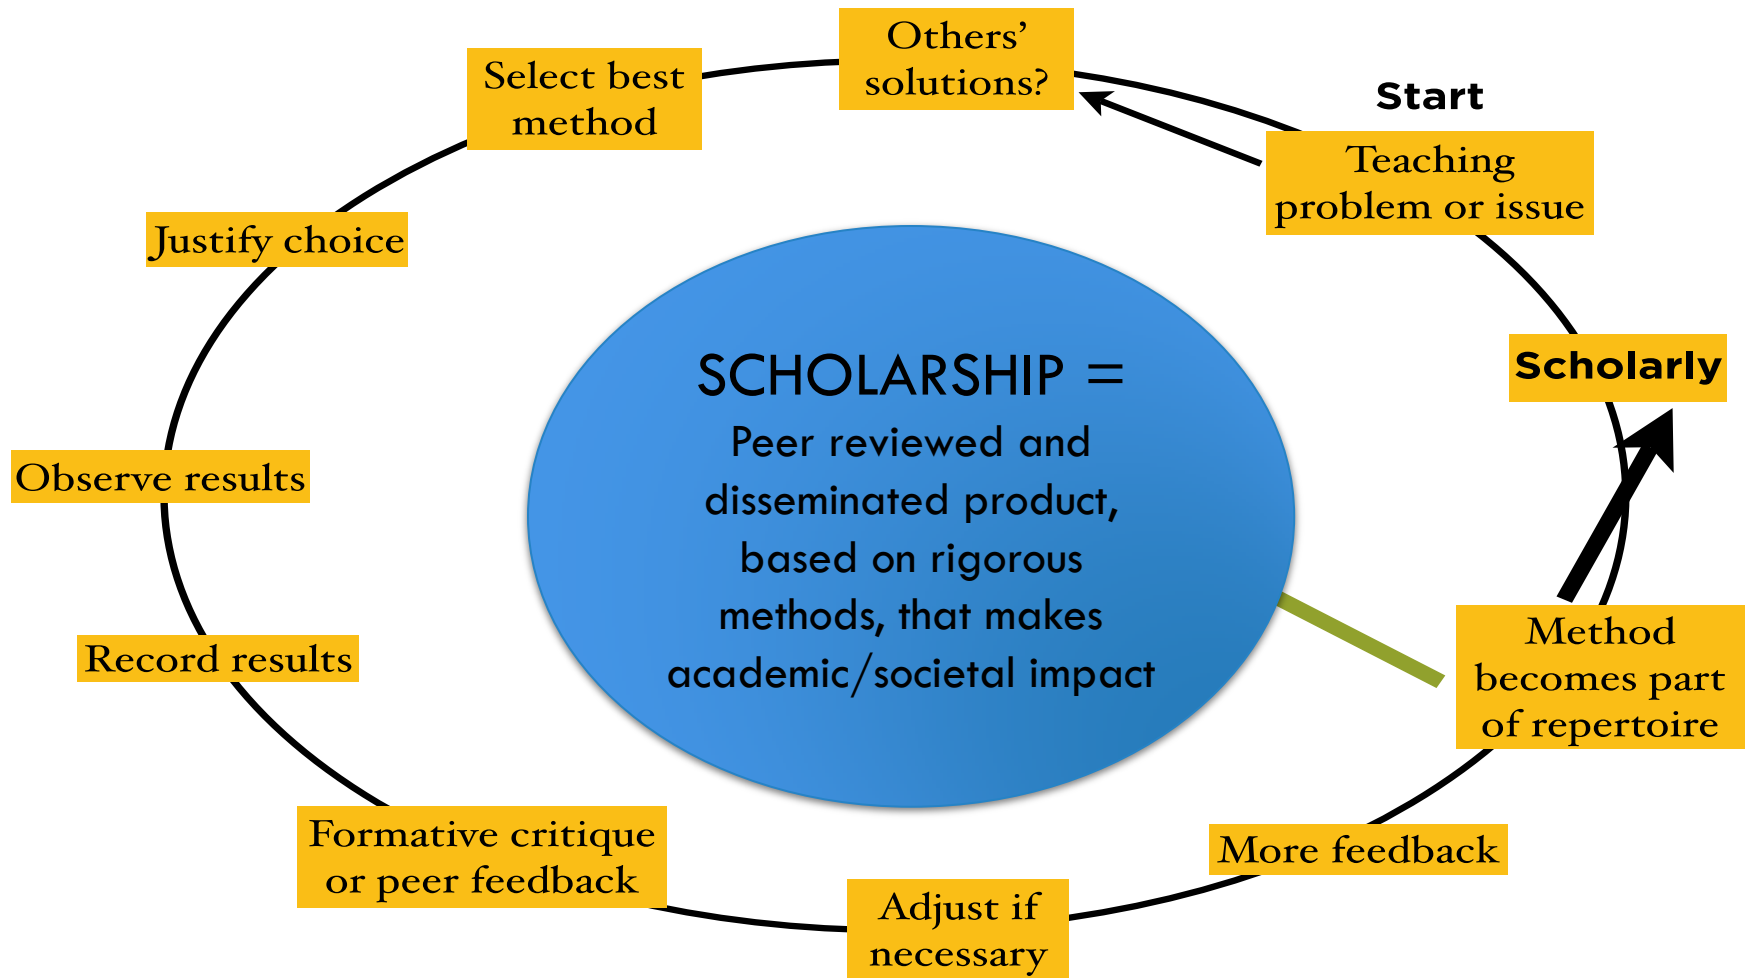 Start
Teaching
problem or issue
Others’
solutions?
Select best
method
Justify choice
Observe results
Record results
Formative critique
or peer feedback
Adjust if
necessary
More feedback
Method
becomes part
of repertoire
Scholarly
SCHOLARSHIP =
Peer reviewed and
disseminated product,
based on rigorous
methods, that makes
academic/societal impact